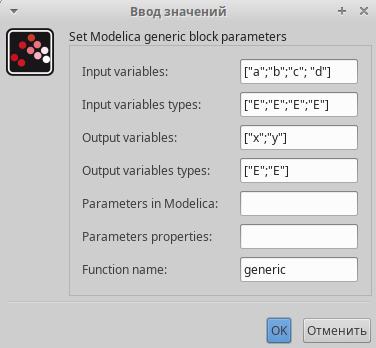 Ввод значений
Set Modelica generic block parameters
Input variables: ["a";"b";"c"; "d"]
Input variables types: ["E";"E";"E";"E"]
Output variables: ["x";"y"]
Output variables types: ["E";"E"]
Parameters in Modelica:
Parameters properties:
Function name: generic
OK Отменить